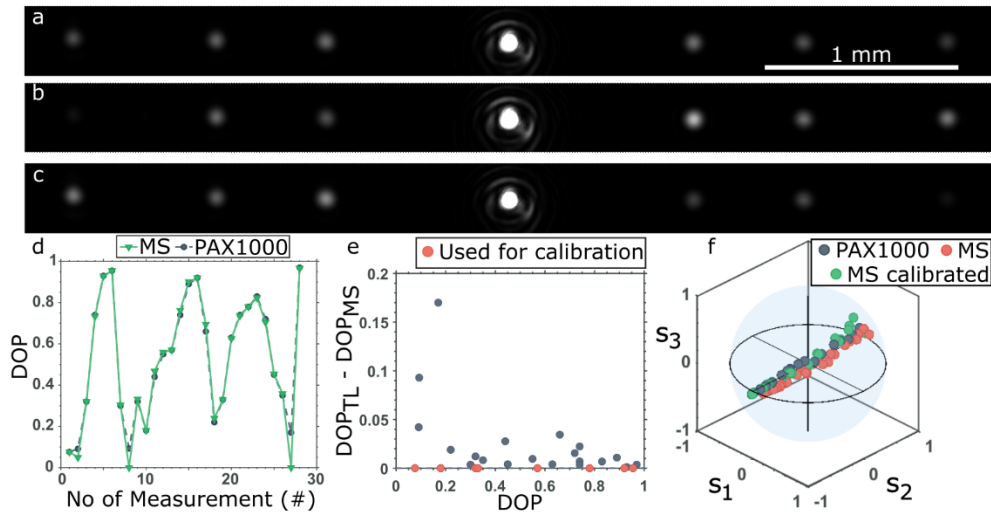 a
1 mm
b
c
d
MS PAX1000
DOP
1
0.8
0.6
0.4
0.2
0
0 10 20 30
No of Measurement (#)
e
Used for calibration
DOPTL - DOPMS
0.2
0.15
0.1
0.05
0
0 0.2 0.4 0.6 0.8 1
DOP
f
PAX1000 MS
MS calibrated
S3
1
0
-1
-1
0
1
S1
-1
0
1
S2